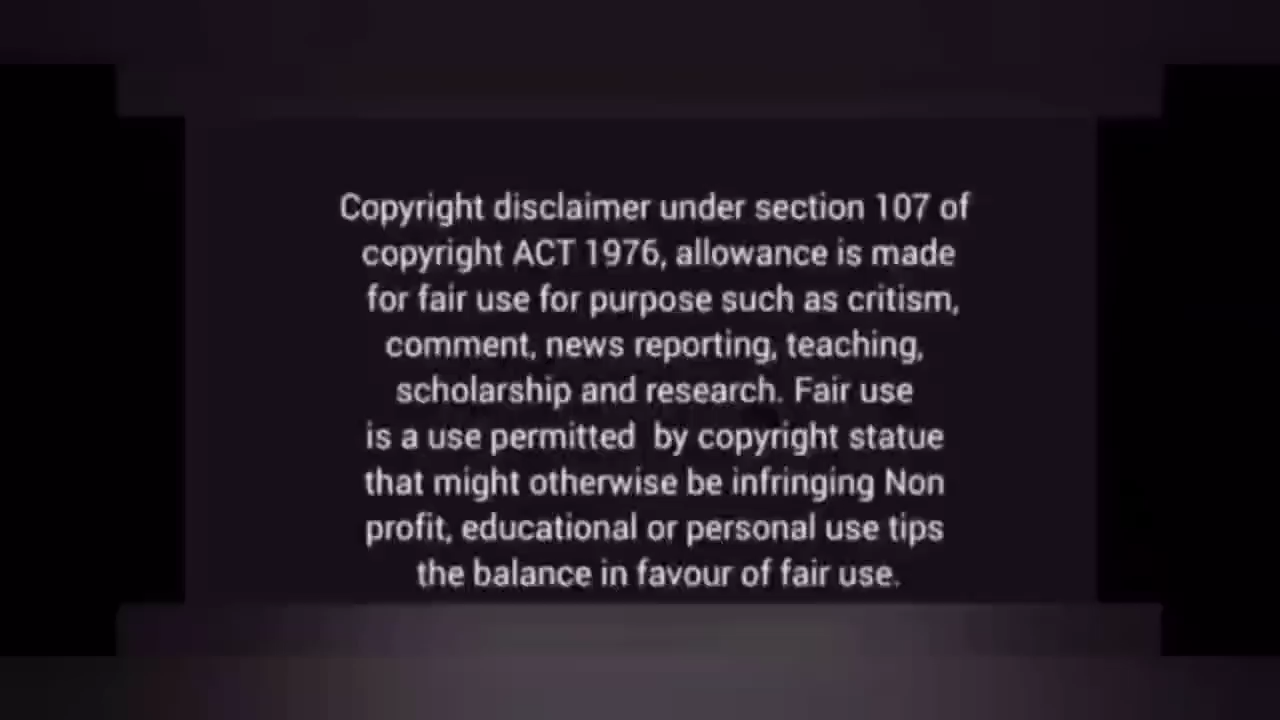 Copyright disclaimer under section 107 of
copyright ACT 1976, allowance is made
for fair use for purpose such as critism,
comment, news reporting, teaching,
scholarship and research. Fair use
is a use permitted by copyright statue
that might otherwise be infringing Non
profit, educational or personal use tips
the balance in favour of fair use.